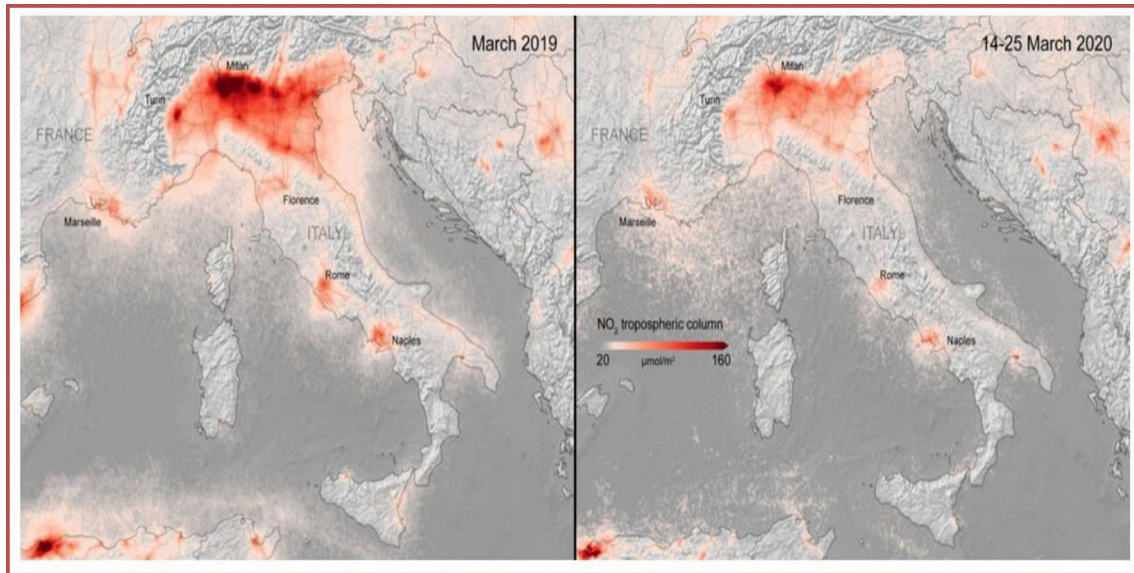 March 2019
Milan
Turin
FRANCE
Marseille
Florence
ITALY
Rome
Naples
14-25 March 2020
Milan
Turin
FRANCE
Marseille
Florence
ITALY
Rome
Naples
NO₂ tropospheric column
20 160
µmol/m²